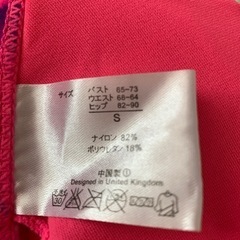 サイズ
バスト 65-73
ウエスト 58-64
ヒップ 82-90
S
ナイロン 82%
ポリウレタン 18%
中国製 ①
Designed in United Kingdom
30